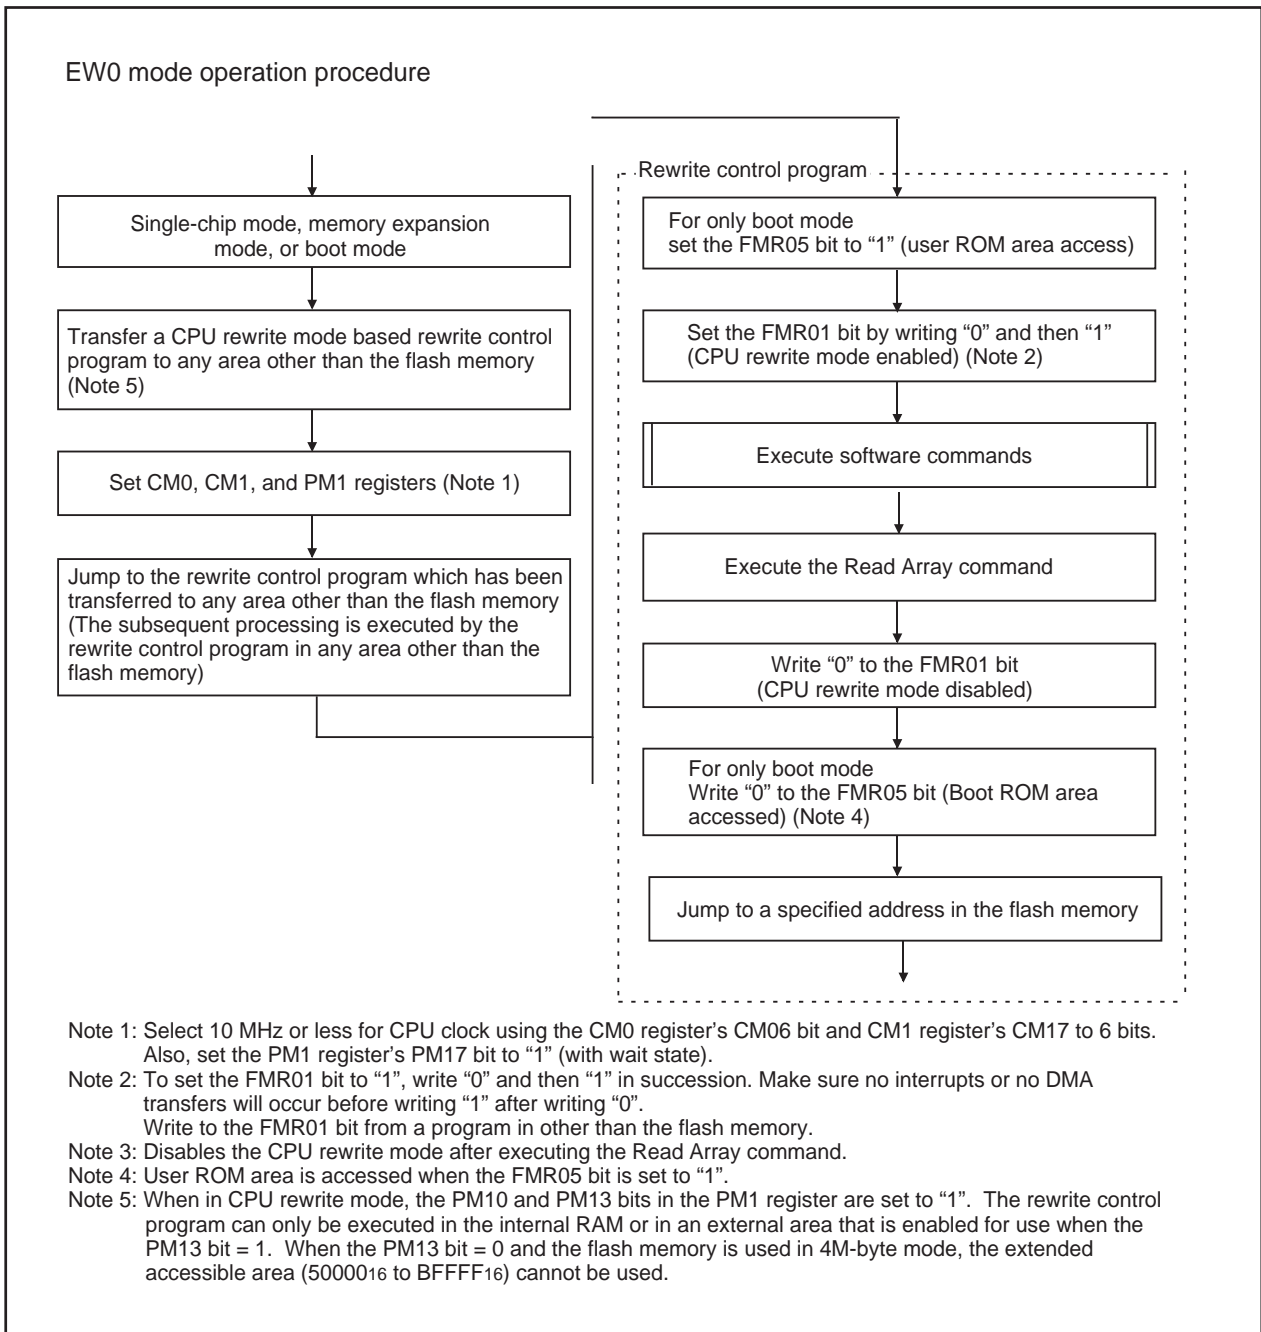 EW0 mode operation procedure
Single-chip mode, memory expansion
mode, or boot mode
Transfer a CPU rewrite mode based rewrite control
program to any area other than the flash memory
(Note 5)
Set CM0, CM1, and PM1 registers (Note 1)
Jump to the rewrite control program which has been
transferred to any area other than the flash memory
(The subsequent processing is executed by the
rewrite control program in any area other than the
flash memory)
Rewrite control program
For only boot mode
set the FMR05 bit to “1” (user ROM area access)
Set the FMR01 bit by writing “0” and then “1”
(CPU rewrite mode enabled) (Note 2)
Execute software commands
Execute the Read Array command
Write “0” to the FMR01 bit
(CPU rewrite mode disabled)
For only boot mode
Write “0” to the FMR05 bit (Boot ROM area
accessed) (Note 4)
Jump to a specified address in the flash memory
Note 1: Select 10 MHz or less for CPU clock using the CM0 register’s CM06 bit and CM1 register’s CM17 to 6 bits.
Also, set the PM1 register’s PM17 bit to “1” (with wait state).
Note 2: To set the FMR01 bit to “1”, write “0” and then “1” in succession. Make sure no interrupts or no DMA
transfers will occur before writing “1” after writing “0”.
Write to the FMR01 bit from a program in other than the flash memory.
Note 3: Disables the CPU rewrite mode after executing the Read Array command.
Note 4: User ROM area is accessed when the FMR05 bit is set to “1”.
Note 5: When in CPU rewrite mode, the PM10 and PM13 bits in the PM1 register are set to “1”. The rewrite control
program can only be executed in the internal RAM or in an external area that is enabled for use when the
PM13 bit = 1. When the PM13 bit = 0 and the flash memory is used in 4M-byte mode, the extended
accessible area (5000016 to BFFFF16) cannot be used.